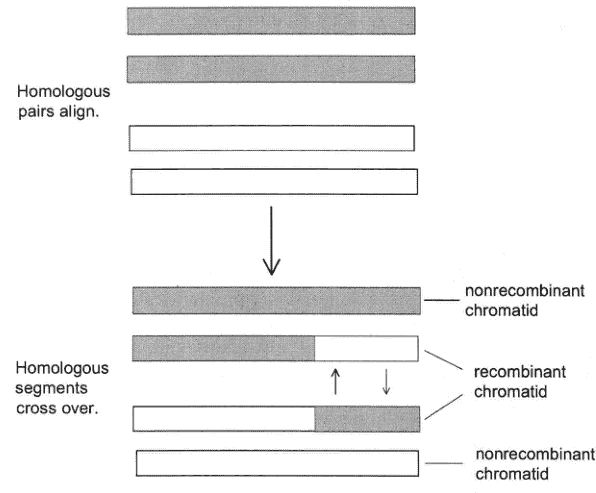 Homologous
pairs align.
nonrecombinant
chromatid
Homologous
segments
cross over.
recombinant
chromatid
nonrecombinant
chromatid